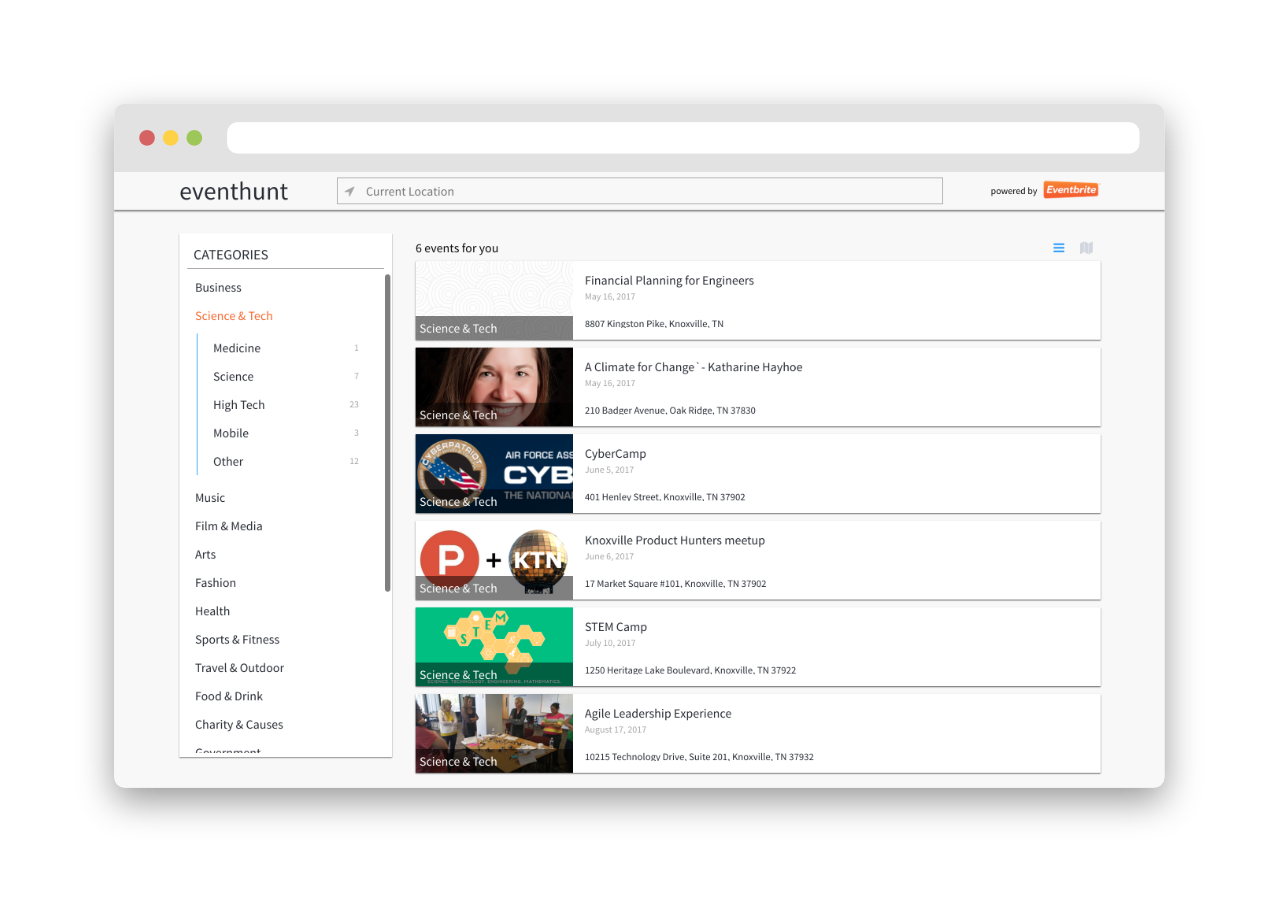 eventhunt
Current Location
powered by Eventbrite
CATEGORIES
Business
Science & Tech
Medicine 1
Science 7
High Tech 23
Mobile 3
Other 12
Music
Film & Media
Arts
Fashion
Health
Sports & Fitness
Travel & Outdoor
Food & Drink
Charity & Causes
Government
6 events for you
Science & Tech
Financial Planning for Engineers
May 16, 2017
8807 Kingston Pike, Knoxville, TN
Science & Tech
A Climate for Change`- Katharine Hayhoe
May 16, 2017
210 Badger Avenue, Oak Ridge, TN 37830
CYBERPATRIOT
AIR FORCE ASS
CYB
THE NATIONA
Science & Tech
CyberCamp
June 5, 2017
401 Henley Street, Knoxville, TN 37902
P + KTN
Science & Tech
Knoxville Product Hunters meetup
June 6, 2017
17 Market Square #101, Knoxville, TN 37902
STEM
SCIENCE, TECHNOLOGY, ENGINEERING, MATHEMATICS
Science & Tech
STEM Camp
July 10, 2017
1250 Heritage Lake Boulevard, Knoxville, TN 37922
Science & Tech
Agile Leadership Experience
August 17, 2017
10215 Technology Drive, Suite 201, Knoxville, TN 37932